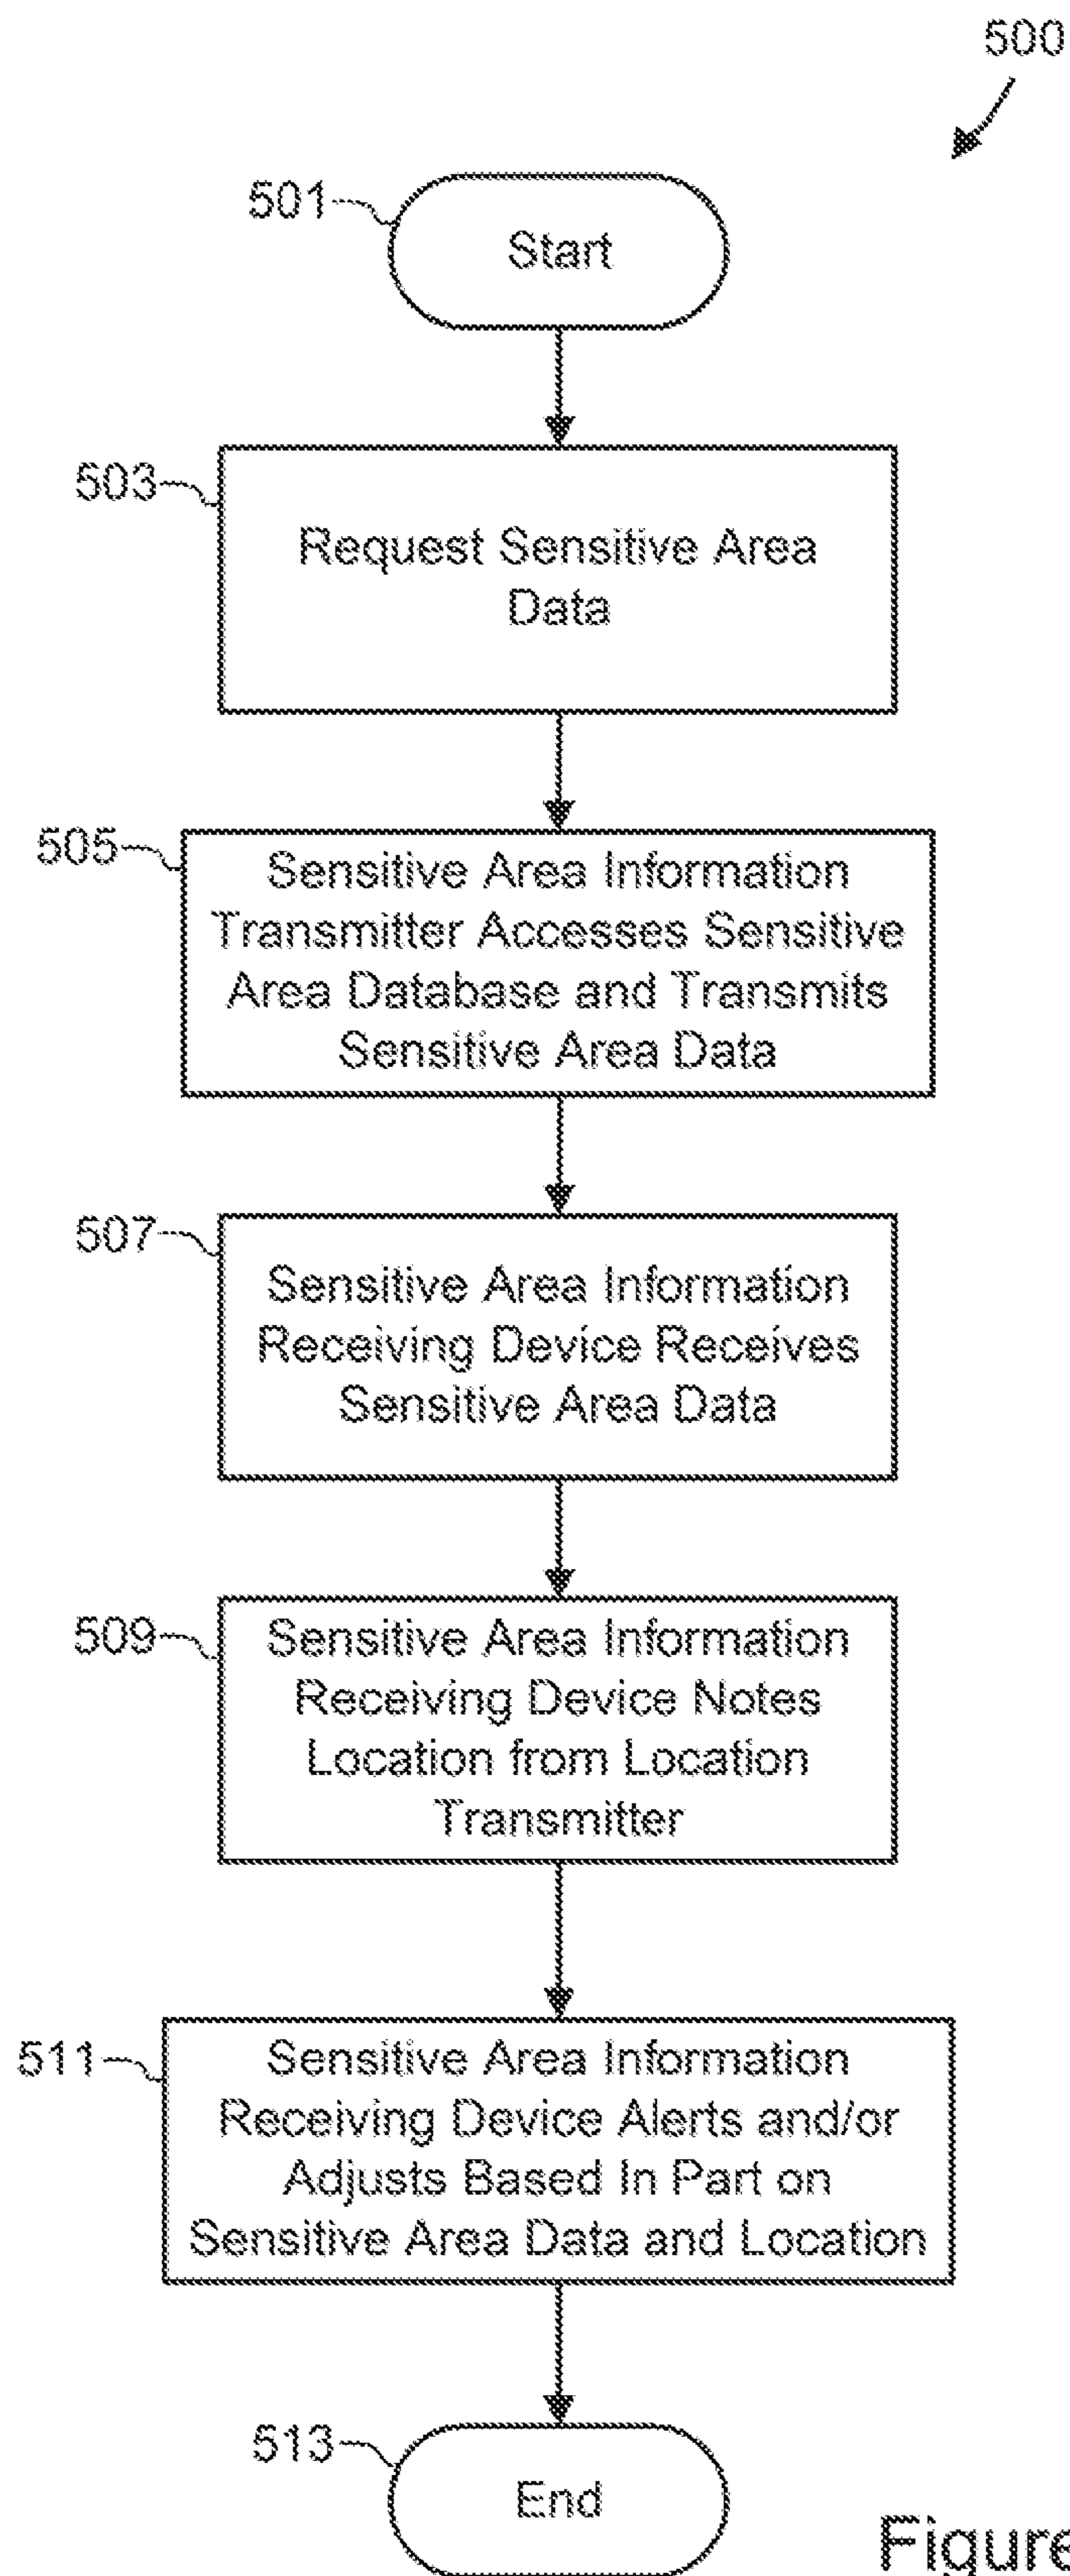 500
501
Start
503
Request Sensitive Area
Data
505
Sensitive Area Information
Transmitter Accesses Sensitive
Area Database and Transmits
Sensitive Area Data
507
Sensitive Area Information
Receiving Device Receives
Sensitive Area Data
509
Sensitive Area Information
Receiving Device Notes
Location from Location
Transmitter
511
Sensitive Area Information
Receiving Device Alerts and/or
Adjusts Based In Part on
Sensitive Area Data and Location
513
End
Figure